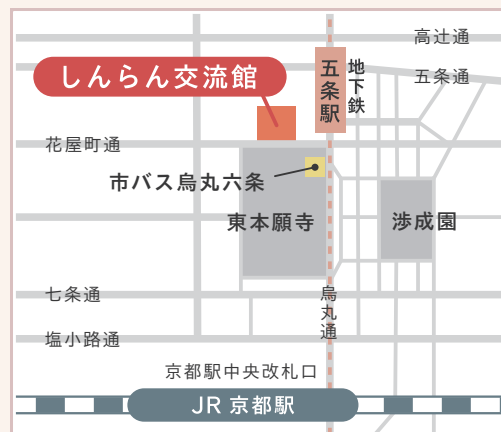 高辻通
五条通
しんらん交流館
五条駅
地下鉄
花屋町通
市バス烏丸六条
東本願寺
渉成園
七条通
烏丸通
塩小路通
京都駅中央改札口
JR 京都駅